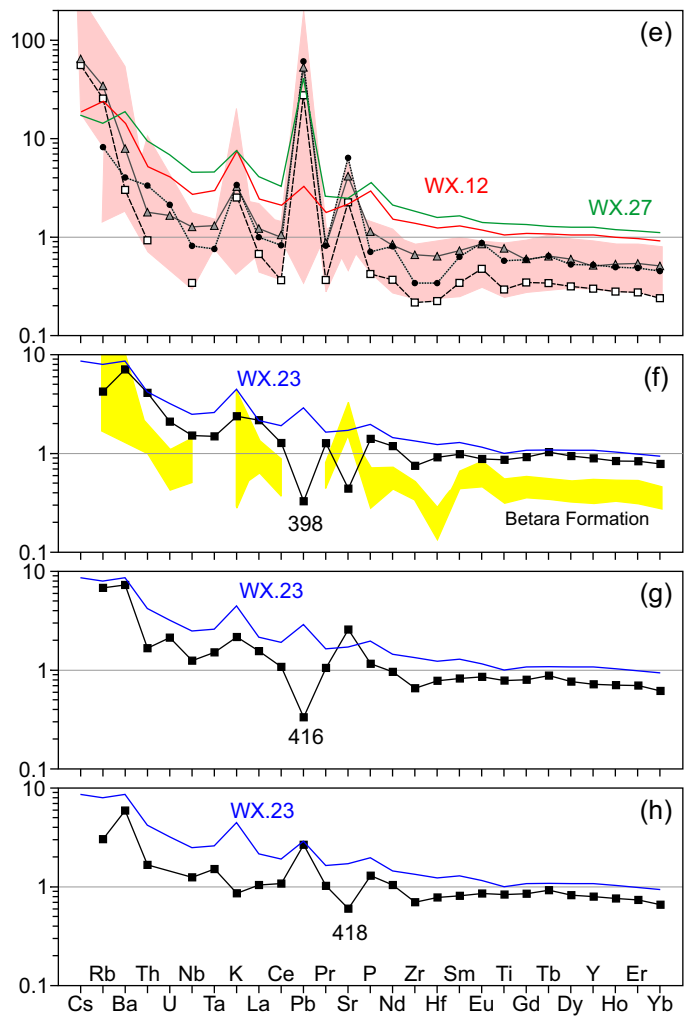 (e)
100
10
1
0.1
WX.12
WX.27
(f)
10
1
0.1
WX.23
398
Betara Formation
(g)
10
1
0.1
WX.23
416
(h)
10
1
0.1
WX.23
418
Rb Th Nb K Ce Pr P Zr Sm Ti Tb Y Er
Cs Ba U Ta La Pb Sr Nd Hf Eu Gd Dy Ho Yb